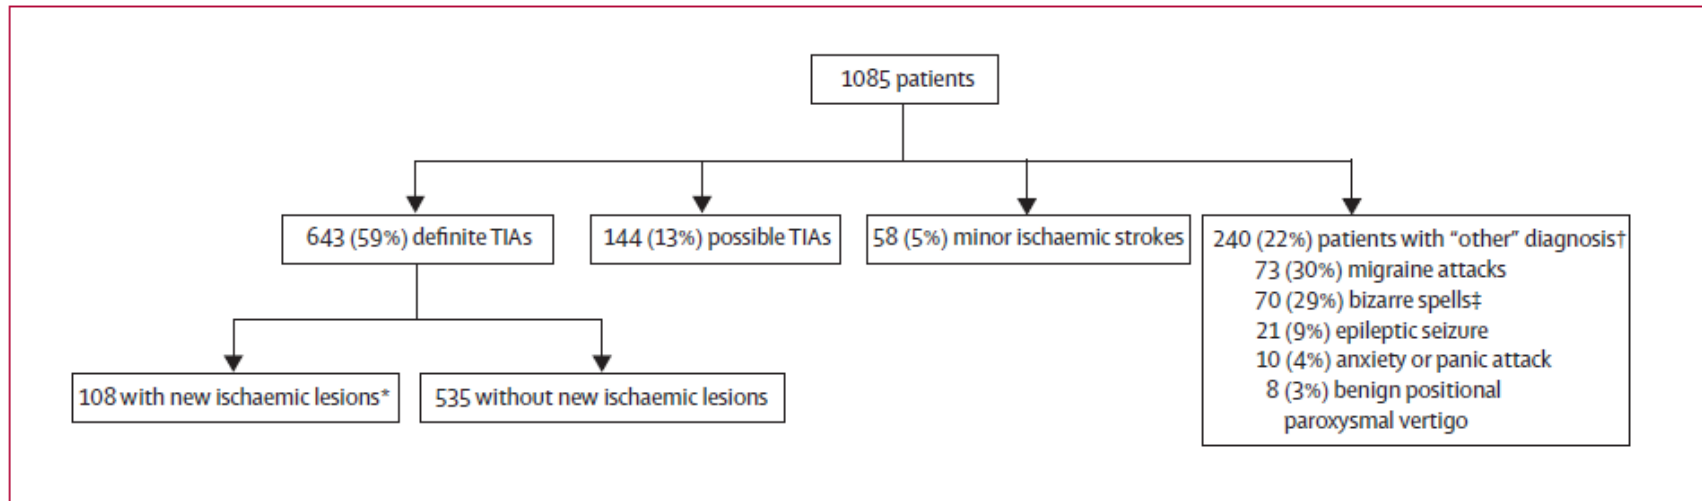 1085 patients
643 (59%) definite TIAs
144 (13%) possible TIAs
58 (5%) minor ischaemic strokes
240 (22%) patients with “other” diagnosis†
73 (30%) migraine attacks
70 (29%) bizarre spells‡
21 (9%) epileptic seizure
10 (4%) anxiety or panic attack
8 (3%) benign positional
paroxysmal vertigo
108 with new ischaemic lesions*
535 without new ischaemic lesions